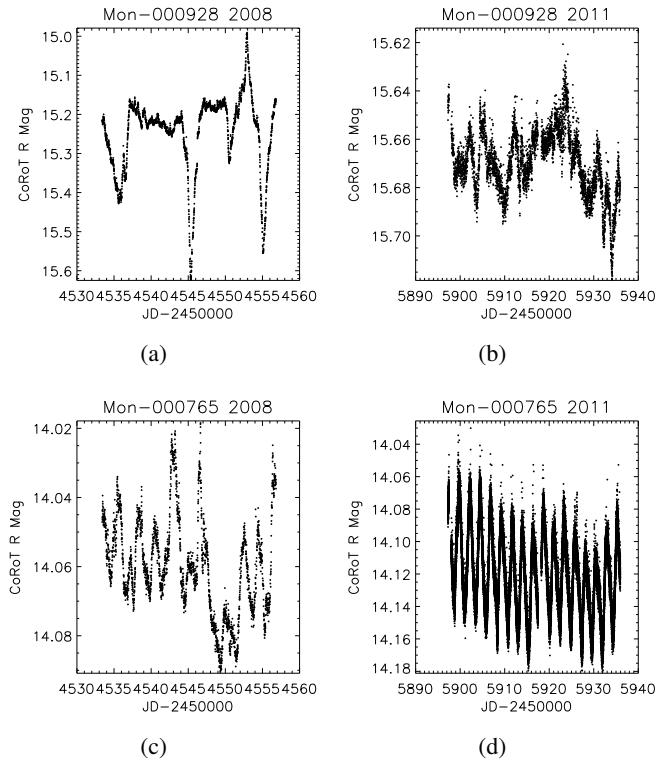 Mon-000928 2008
15.0
15.1
15.2
15.3
15.4
15.5
15.6
CoRoT R Mag
4530 4535 4540 4545 4550 4555 4560
JD-2450000
(a)
Mon-000928 2011
15.62
15.64
15.66
15.68
15.70
CoRoT R Mag
5890 5900 5910 5920 5930 5940
JD-2450000
(b)
Mon-000765 2008
14.02
14.04
14.06
14.08
CoRoT R Mag
4530 4535 4540 4545 4550 4555 4560
JD-2450000
(c)
Mon-000765 2011
14.04
14.06
14.08
14.10
14.12
14.14
14.16
14.18
CoRoT R Mag
5890 5900 5910 5920 5930 5940
JD-2450000
(d)